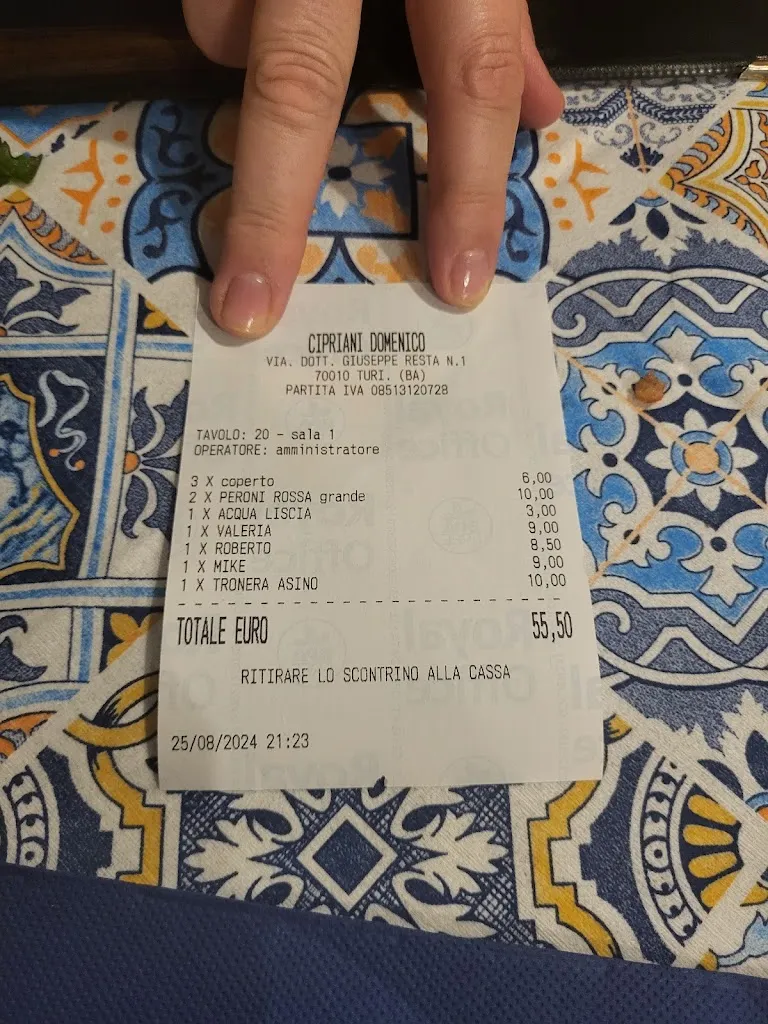 CIPRIANI DOMENICO
VIA. DOTT. GIUSEPPE RESTA N.1
70010 TURI. (BA)
PARTITA IVA 08513120728
TAVOLO: 20 - sala 1
OPERATORE: amministratore
3 X coperto 6,00
2 X PERONI ROSSA grande 10,00
1 X ACQUA LISCIA 3,00
1 X VALERIA 9,00
1 X ROBERTO 8,50
1 X MIKE 9,00
1 X TRONERA ASINO 10,00
TOTALE EURO 55,50
RITIRARE LO SCONTRINO ALLA CASSA
25/08/2024 21:23